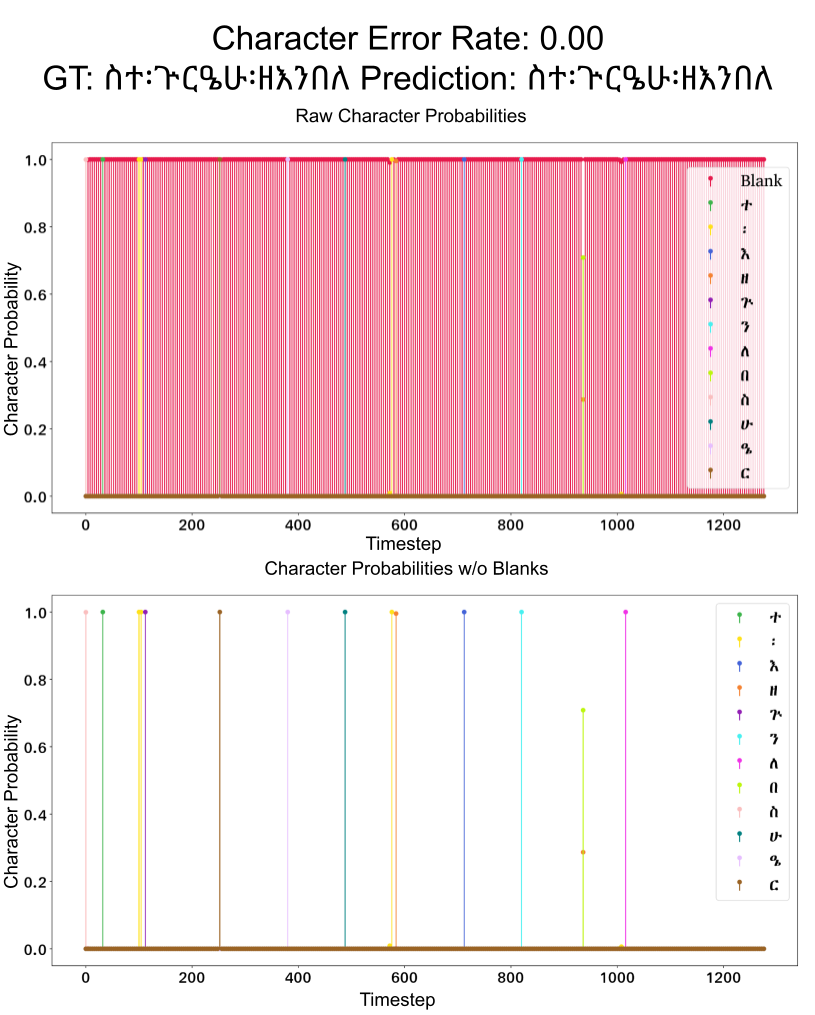 Character Error Rate: 0.00
GT: ስተ፡ጒርዔሁ፡ዘእንበለ Prediction: ስተ፡ጒርዔሁ፡ዘእንበለ
Raw Character Probabilities
Character Probability
1.0
0.8
0.6
0.4
0.2
0.0
Blank
ተ
፡
እ
ዘ
ጒ
ን
ለ
በ
ስ
ሁ
ዔ
ር
0 200 400 600 800 1000 1200
Timestep
Character Probabilities w/o Blanks
Character Probability
1.0
0.8
0.6
0.4
0.2
0.0
ተ
፡
እ
ዘ
ጒ
ን
ለ
በ
ስ
ሁ
ዔ
ር
0 200 400 600 800 1000 1200
Timestep